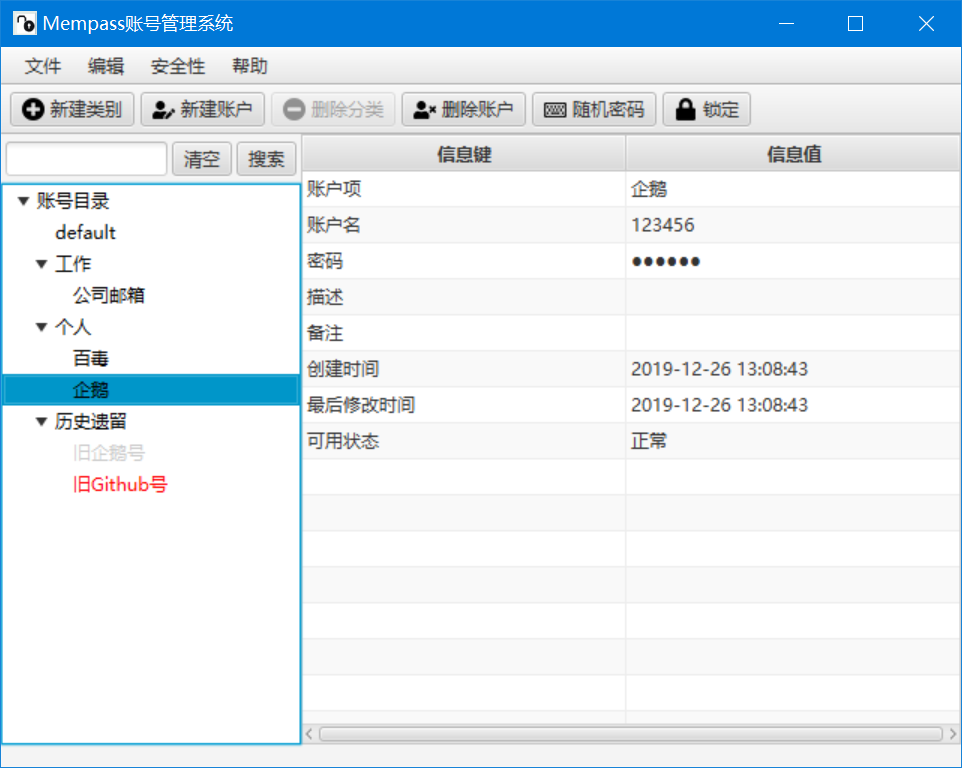 Mempass账号管理系统
文件 编辑 安全性 帮助
新建类别 新建账户 删除分类 删除账户 随机密码 锁定
清空 搜索
账号目录
default
工作
公司邮箱
个人
百毒
企鹅
历史遗留
旧企鹅号
旧Github号
信息键 信息值
账户项 企鹅
账户名 123456
密码 ●●●●●●
描述
备注
创建时间 2019-12-26 13:08:43
最后修改时间 2019-12-26 13:08:43
可用状态 正常